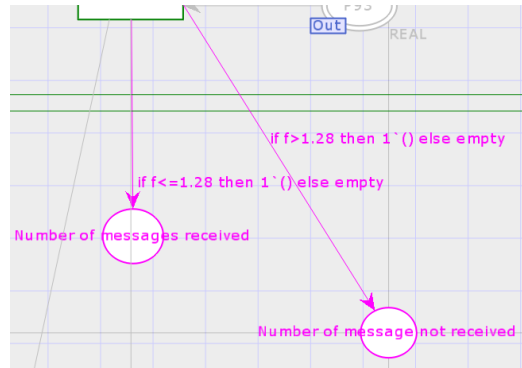 P93
Out
REAL
if f>1.28 then 1`() else empty
if f<=1.28 then 1`() else empty
Number of messages received
Number of message not received